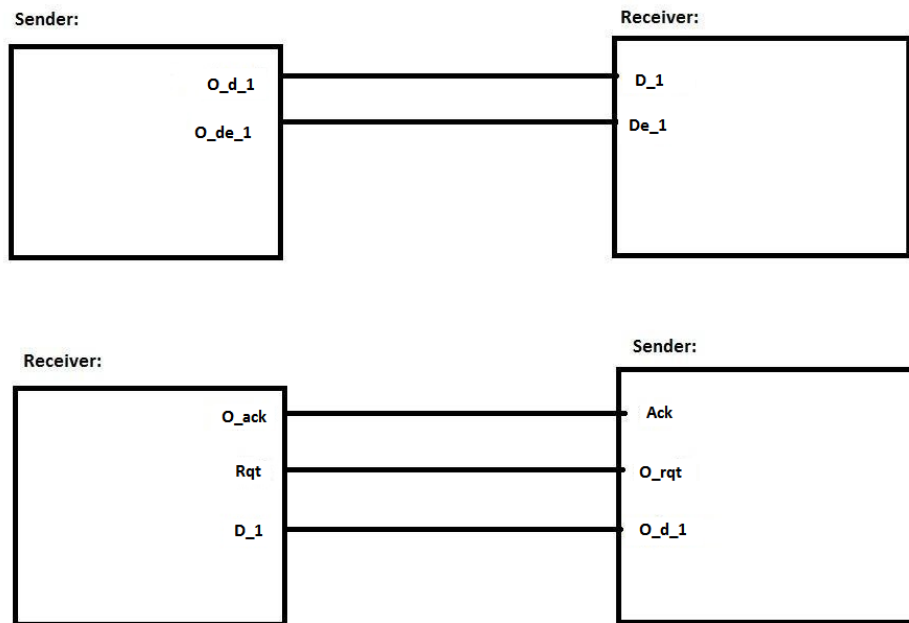 Sender:
Receiver:
O_d_1
D_1
O_de_1
De_1
Receiver:
Sender:
O_ack
Ack
Rqt
O_rqt
D_1
O_d_1